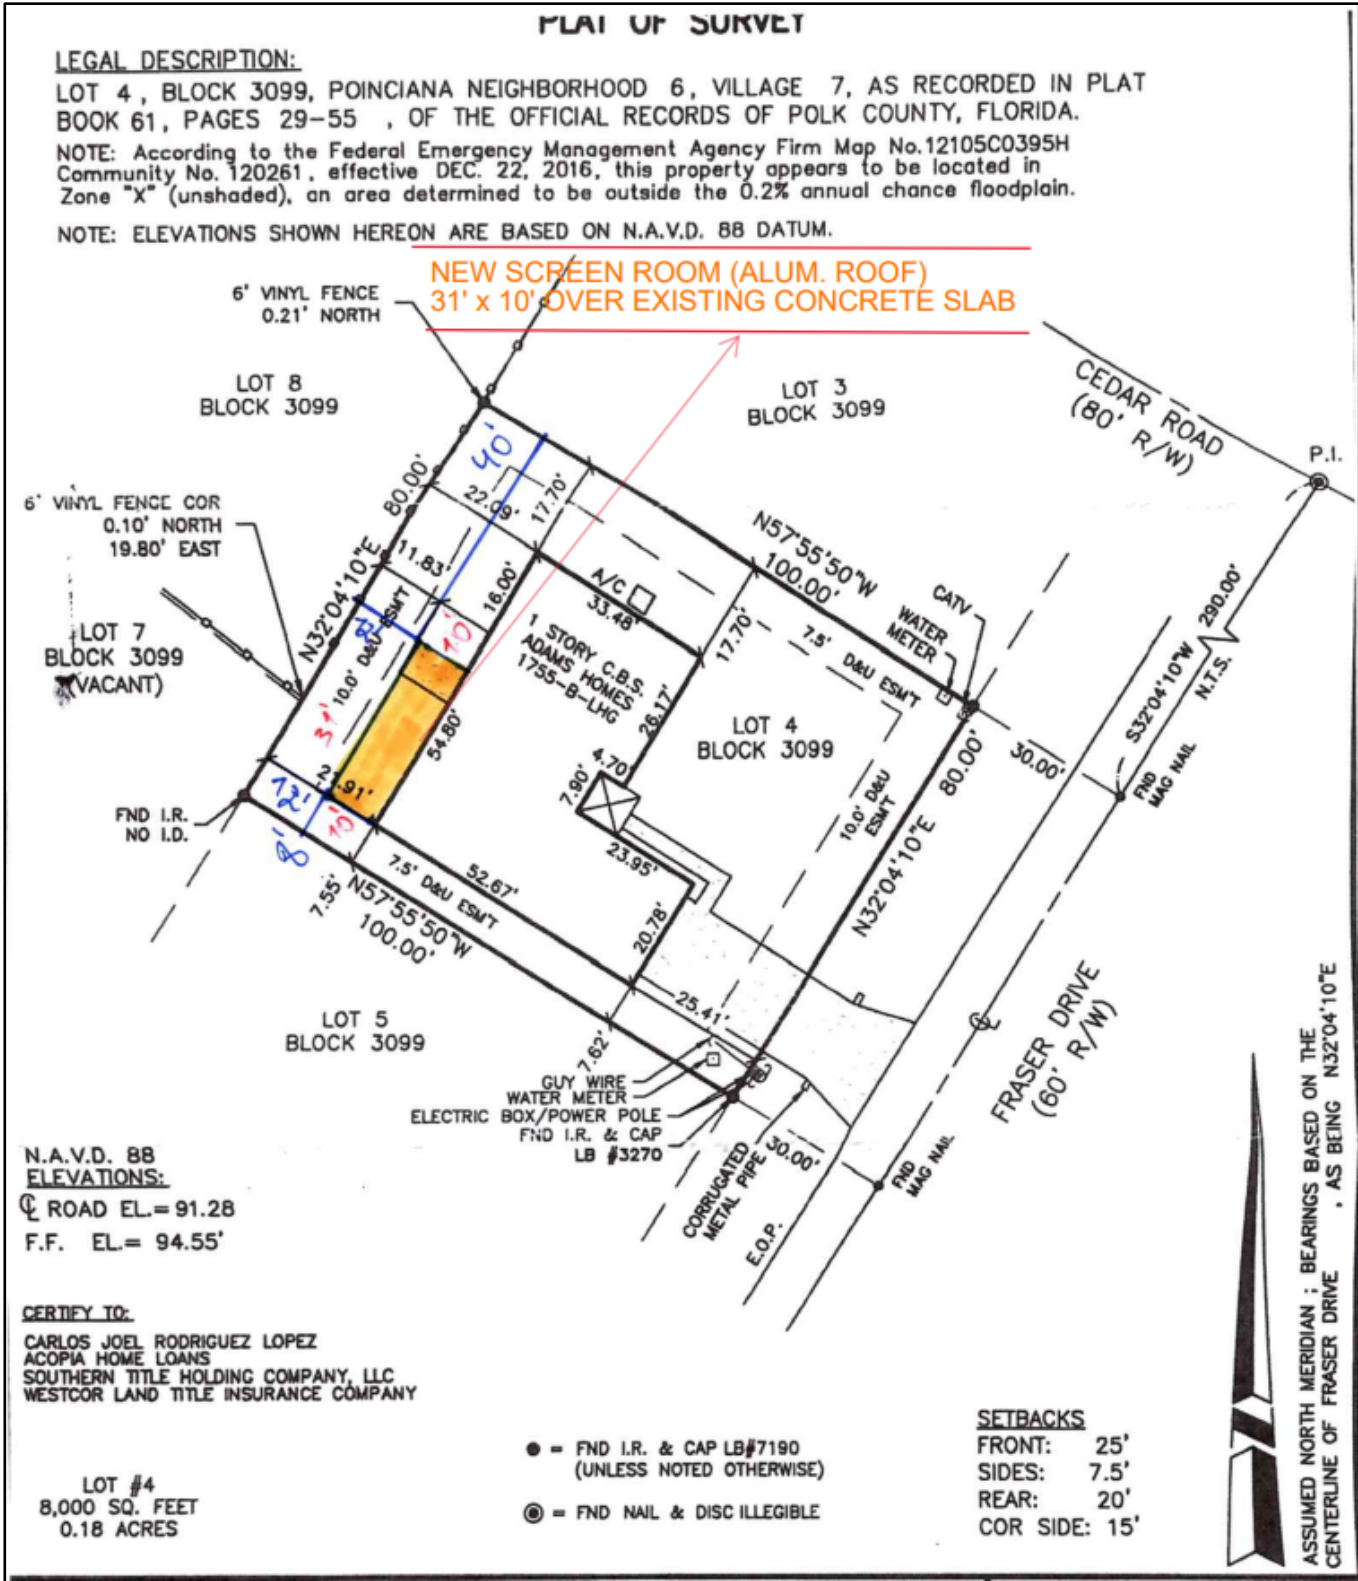 PLAT OF SURVEY
LEGAL DESCRIPTION:
LOT 4 , BLOCK 3099, POINCIANA NEIGHBORHOOD 6, VILLAGE 7, AS RECORDED IN PLAT
BOOK 61, PAGES 29-55 , OF THE OFFICIAL RECORDS OF POLK COUNTY, FLORIDA.
NOTE: According to the Federal Emergency Management Agency Firm Map No.12105C0395H
Community No. 120261, effective DEC. 22, 2016, this property appears to be located in
Zone "X" (unshaded), an area determined to be outside the 0.2% annual chance floodplain.
NOTE: ELEVATIONS SHOWN HEREON ARE BASED ON N.A.V.D. 88 DATUM.
NEW SCREEN ROOM (ALUM. ROOF)
31' x 10' OVER EXISTING CONCRETE SLAB
6' VINYL FENCE
0.21' NORTH
LOT 8
BLOCK 3099
LOT 3
BLOCK 3099
CEDAR ROAD
(80' R/W)
P.I.
6' VINYL FENCE COR
0.10' NORTH
19.80' EAST
LOT 7
BLOCK 3099
(VACANT)
80.00'
N32°04'10"E
40'
22.09'
17.70'
11.83'
16.00'
10.0' D&U ESM'T
10'
31'
54.80'
21.91'
12'
10'
8'
8'
FND I.R.
NO I.D.
A/C
33.48'
1 STORY C.B.S.
ADAMS HOMES
1755-B-LHG
N57°55'50"W
100.00'
17.70'
7.5' D&U ESM'T
CATV
WATER
METER
26.17'
LOT 4
BLOCK 3099
4.70'
7.90'
23.95'
20.78'
10.0' D&U
ESM'T
80.00'
N32°04'10"E
30.00'
FND
MAG NAIL
S32°04'10"W 290.00'
N.T.S.
7.55'
7.5' D&U ESM'T
52.67'
N57°55'50"W
100.00'
25.41'
7.62'
LOT 5
BLOCK 3099
GUY WIRE
WATER METER
ELECTRIC BOX/POWER POLE
FND I.R. & CAP
LB #3270
CORRUGATED
METAL PIPE
30.00'
FND
MAG NAIL
E.O.P.
FRASER DRIVE
(60' R/W)
N.A.V.D. 88
ELEVATIONS:
℄ ROAD EL.= 91.28
F.F. EL.= 94.55'
CERTIFY TO:
CARLOS JOEL RODRIGUEZ LOPEZ
ACOPIA HOME LOANS
SOUTHERN TITLE HOLDING COMPANY, LLC
WESTCOR LAND TITLE INSURANCE COMPANY
LOT #4
8,000 SQ. FEET
0.18 ACRES
= FND I.R. & CAP LB#7190
(UNLESS NOTED OTHERWISE)
= FND NAIL & DISC ILLEGIBLE
SETBACKS
FRONT: 25'
SIDES: 7.5'
REAR: 20'
COR SIDE: 15'
ASSUMED NORTH MERIDIAN ; BEARINGS BASED ON THE
CENTERLINE OF FRASER DRIVE , AS BEING N32°04'10"E